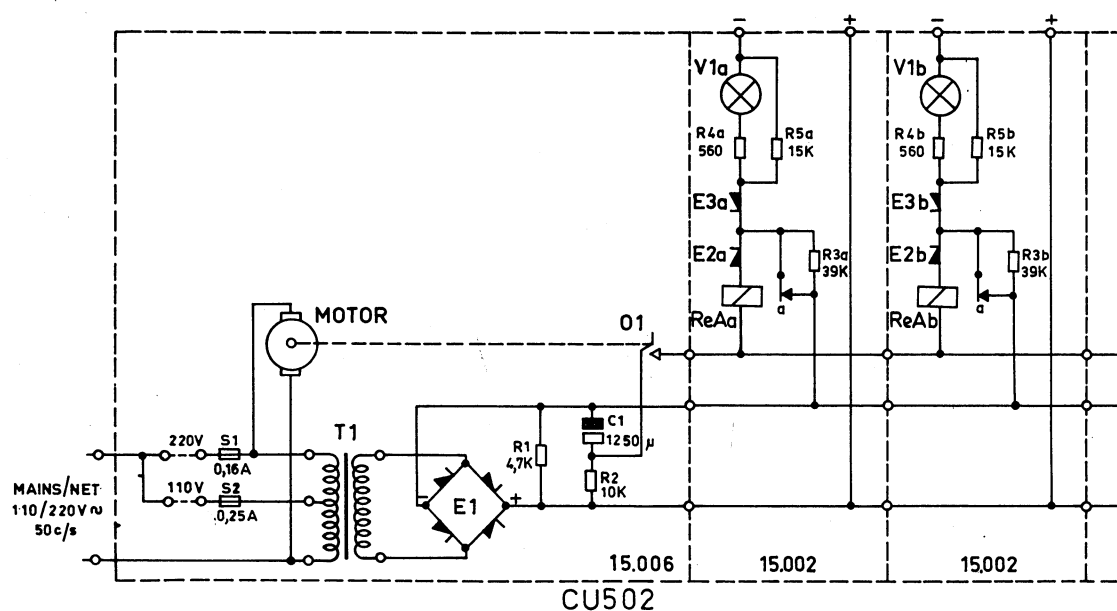 − + − +
V1a
V1b
R4a
560
R5a
15K
R4b
560
R5b
15K
E3a
E3b
E2a
E2b
R3a
39K
R3b
39K
a
a
ReAa
ReAb
MOTOR
O1
C1
1250 µ
R1
4,7K
R2
10K
T1
220V
S1
0,16A
110V
S2
0,25A
MAINS/NET
110/220V~
50c/s
− E1 +
15.006
15.002
15.002
CU502